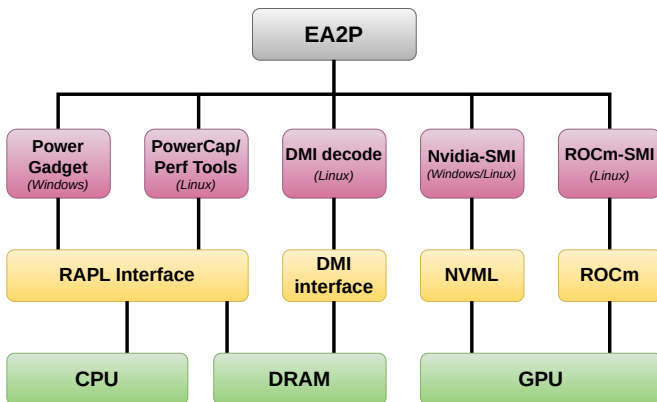 EA2P
Power
Gadget
(Windows)
PowerCap/
Perf Tools
(Linux)
DMI decode
(Linux)
Nvidia-SMI
(Windows/Linux)
ROCm-SMI
(Linux)
RAPL Interface
DMI
interface
NVML
ROCm
CPU
DRAM
GPU